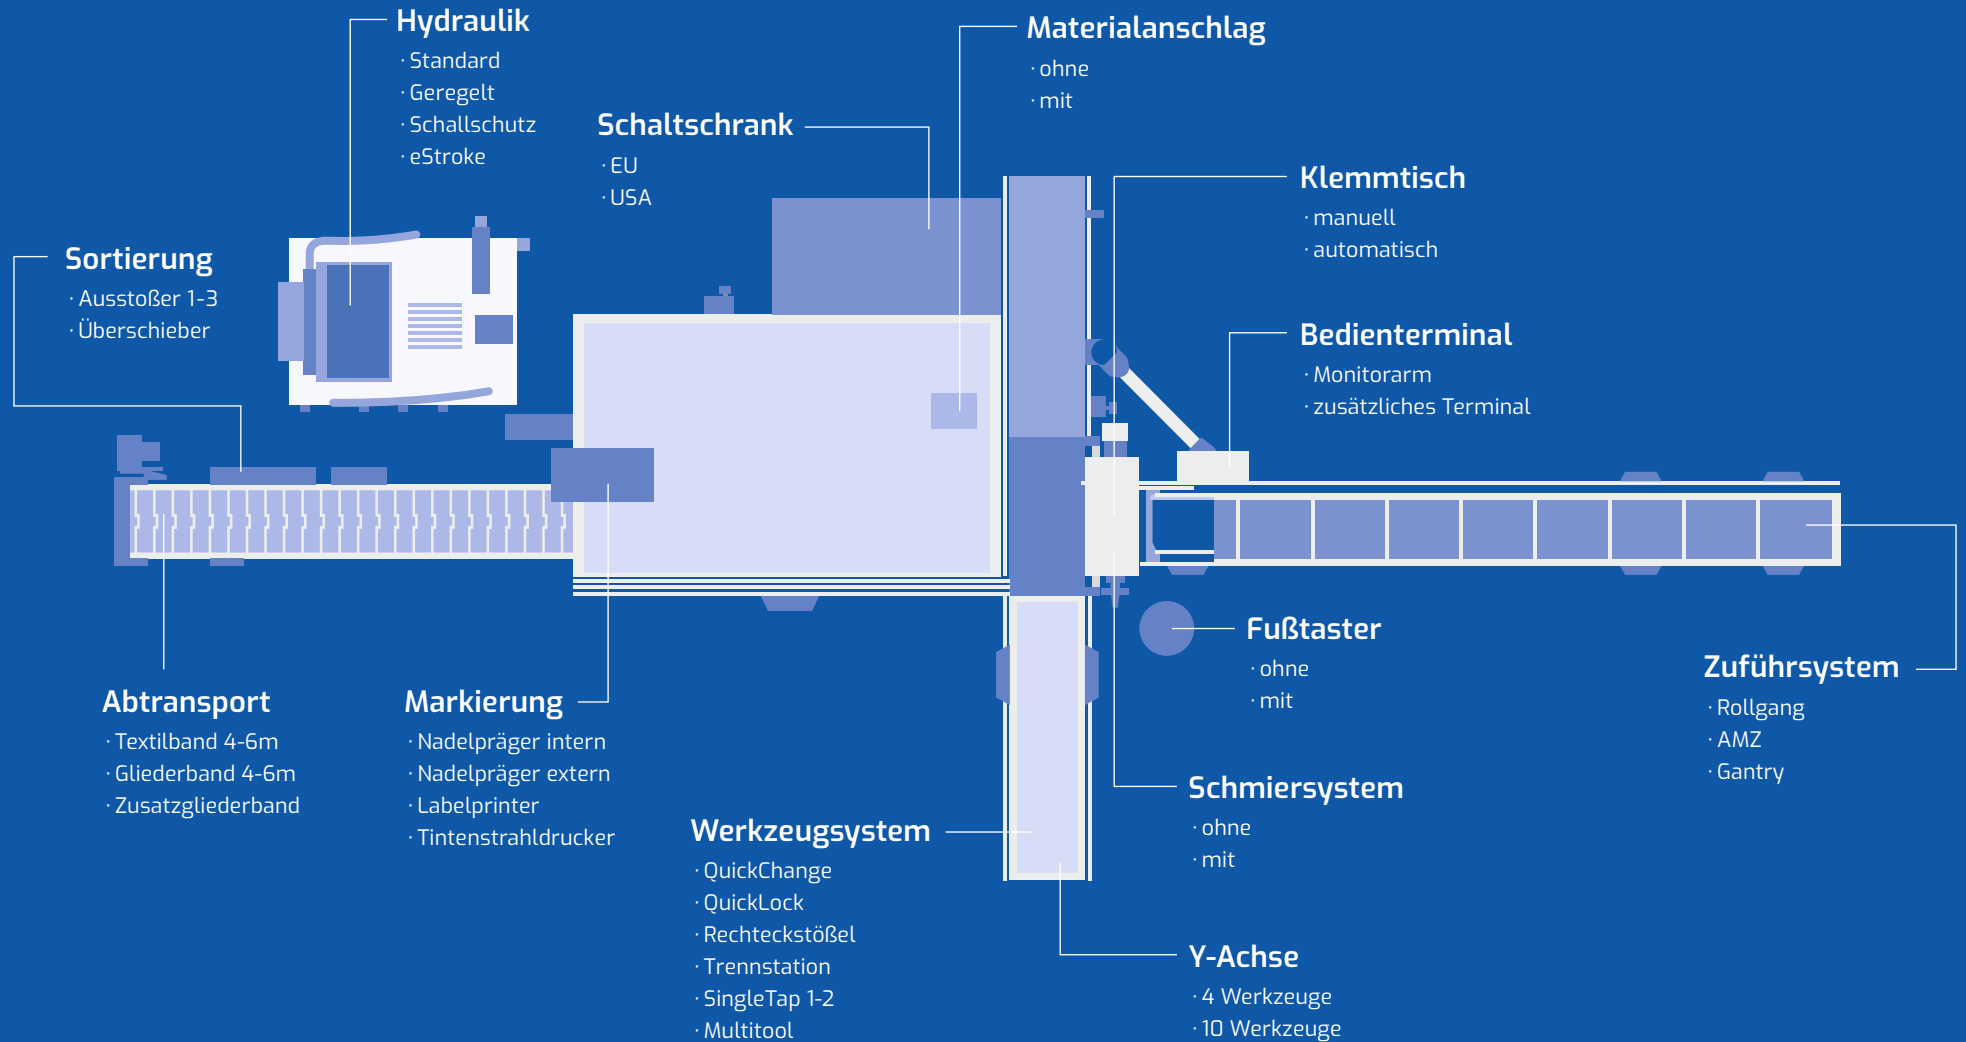 Hydraulik
· Standard
· Geregelt
· Schallschutz
· eStroke
Materialanschlag
· ohne
· mit
Schaltschrank
· EU
· USA
Klemmtisch
· manuell
· automatisch
Sortierung
· Ausstoßer 1-3
· Überschieber
Bedienterminal
· Monitorarm
· zusätzliches Terminal
Fußtaster
· ohne
· mit
Zuführsystem
· Rollgang
· AMZ
· Gantry
Abtransport
· Textilband 4-6m
· Gliederband 4-6m
· Zusatzgliederband
Markierung
· Nadelpräger intern
· Nadelpräger extern
· Labelprinter
· Tintenstrahldrucker
Schmiersystem
· ohne
· mit
Werkzeugsystem
· QuickChange
· QuickLock
· Rechteckstößel
· Trennstation
· SingleTap 1-2
· Multitool
Y-Achse
· 4 Werkzeuge
· 10 Werkzeuge